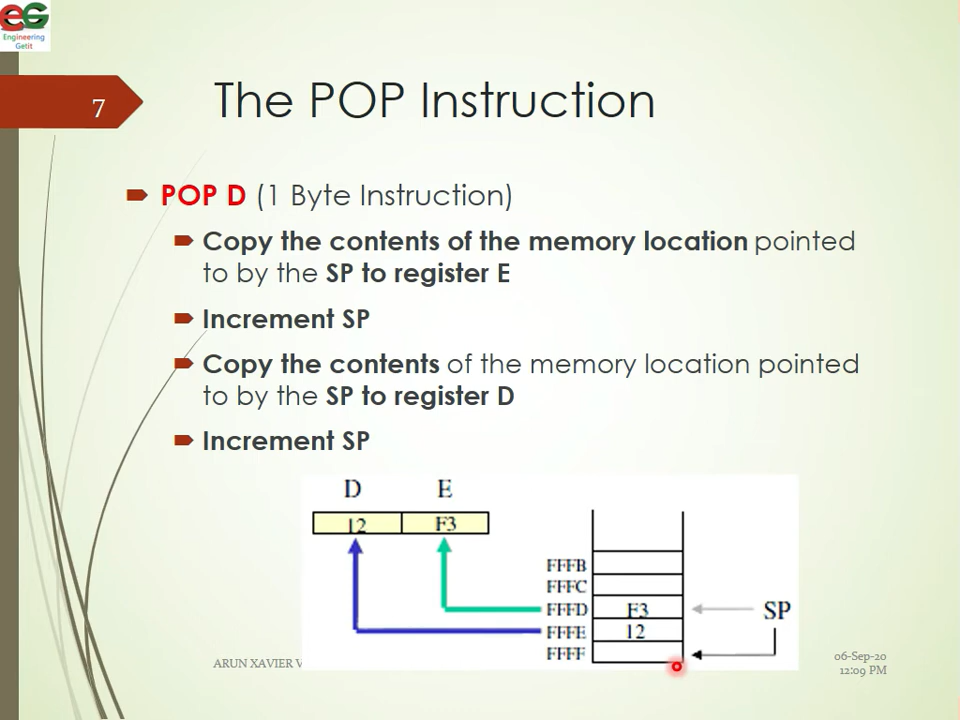 EG
Engineering
Getit
7
The POP Instruction
POP D (1 Byte Instruction)
Copy the contents of the memory location pointed
to by the SP to register E
Increment SP
Copy the contents of the memory location pointed
to by the SP to register D
Increment SP
D E
12 F3
FFFB
FFFC
FFFD F3 SP
FFFE 12
FFFF
ARUN XAVIER V
06-Sep-20
12:09 PM